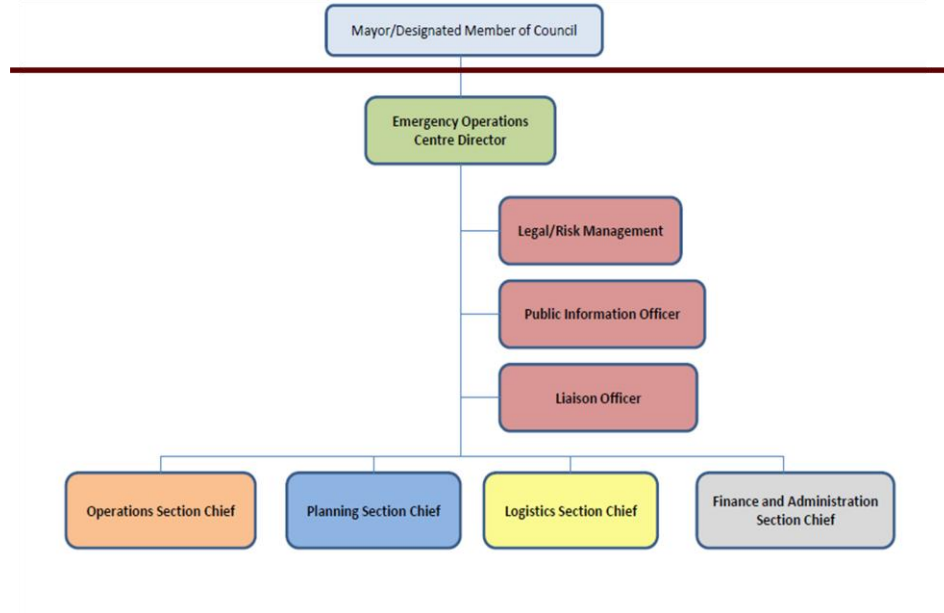 Mayor/Designated Member of Council
Emergency Operations
Centre Director
Legal/Risk Management
Public Information Officer
Liaison Officer
Operations Section Chief
Planning Section Chief
Logistics Section Chief
Finance and Administration
Section Chief